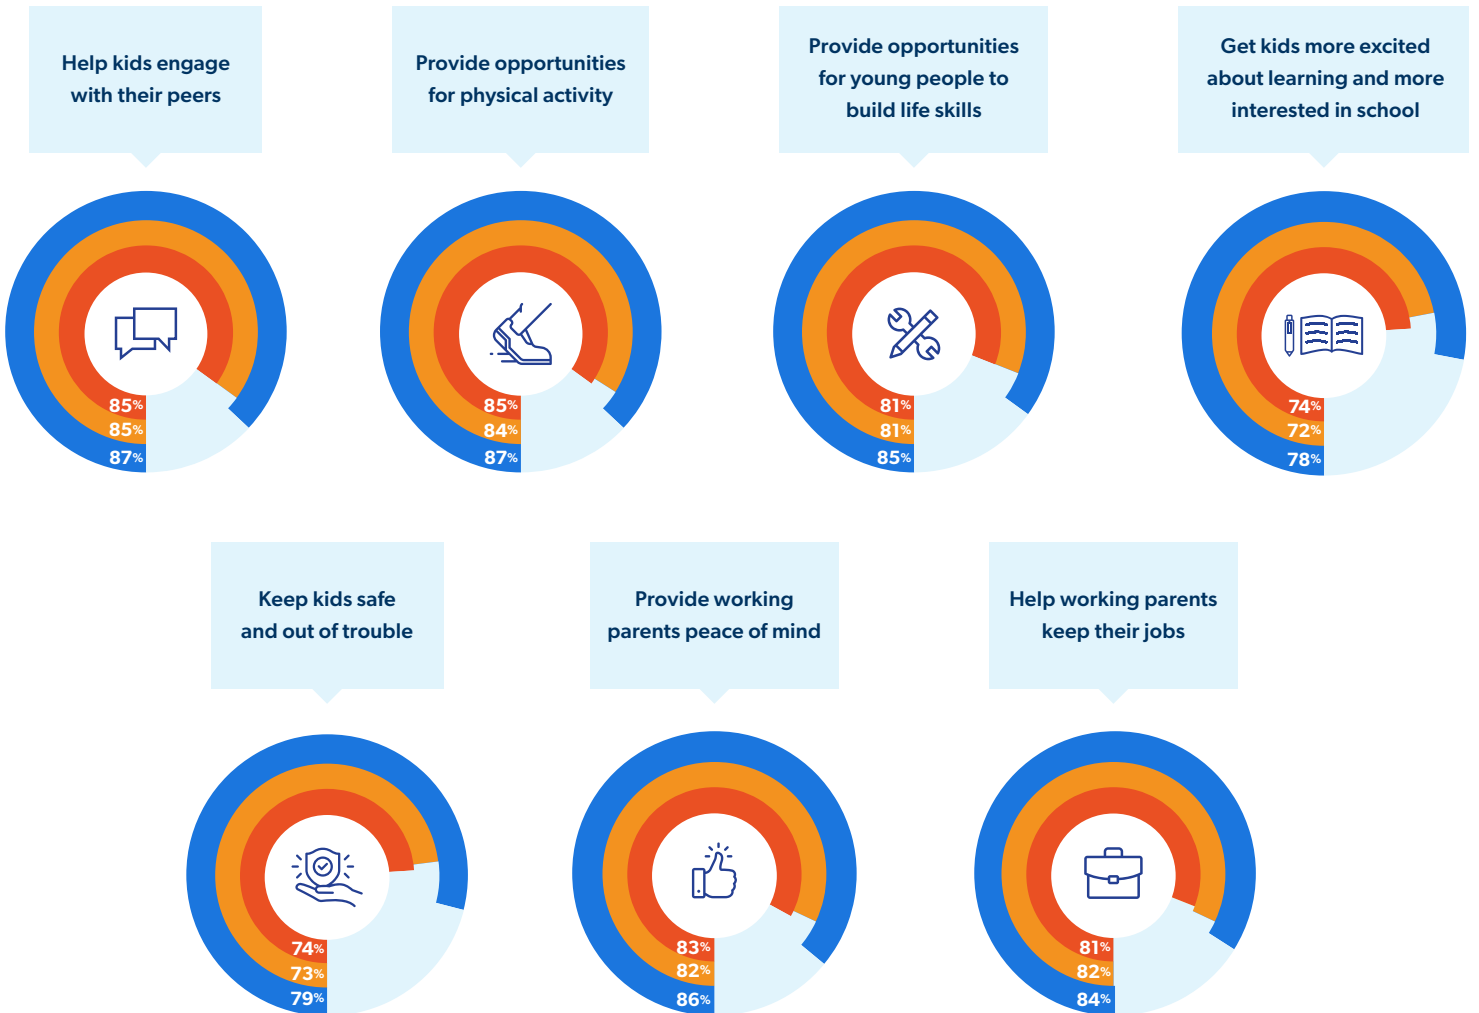 Help kids engage
with their peers
Provide opportunities
for physical activity
Provide opportunities
for young people to
build life skills
Get kids more excited
about learning and more
interested in school
85%
85%
87%
85%
84%
87%
81%
81%
85%
74%
72%
78%
Keep kids safe
and out of trouble
Provide working
parents peace of mind
Help working parents
keep their jobs
74%
73%
79%
83%
82%
86%
81%
82%
84%